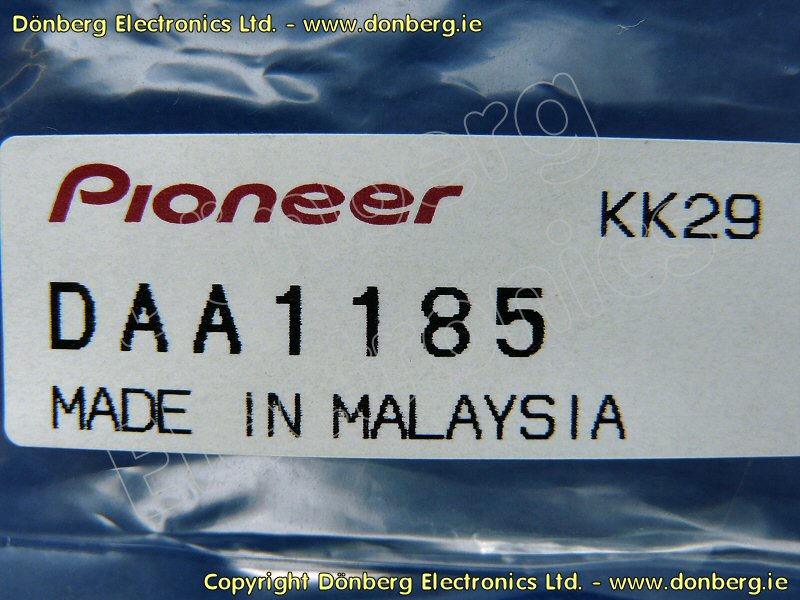 Dönberg Electronics Ltd. - www.donberg.ie
Pioneer KK29
DAA1185
MADE IN MALAYSIA
Copyright Dönberg Electronics Ltd. - www.donberg.ie